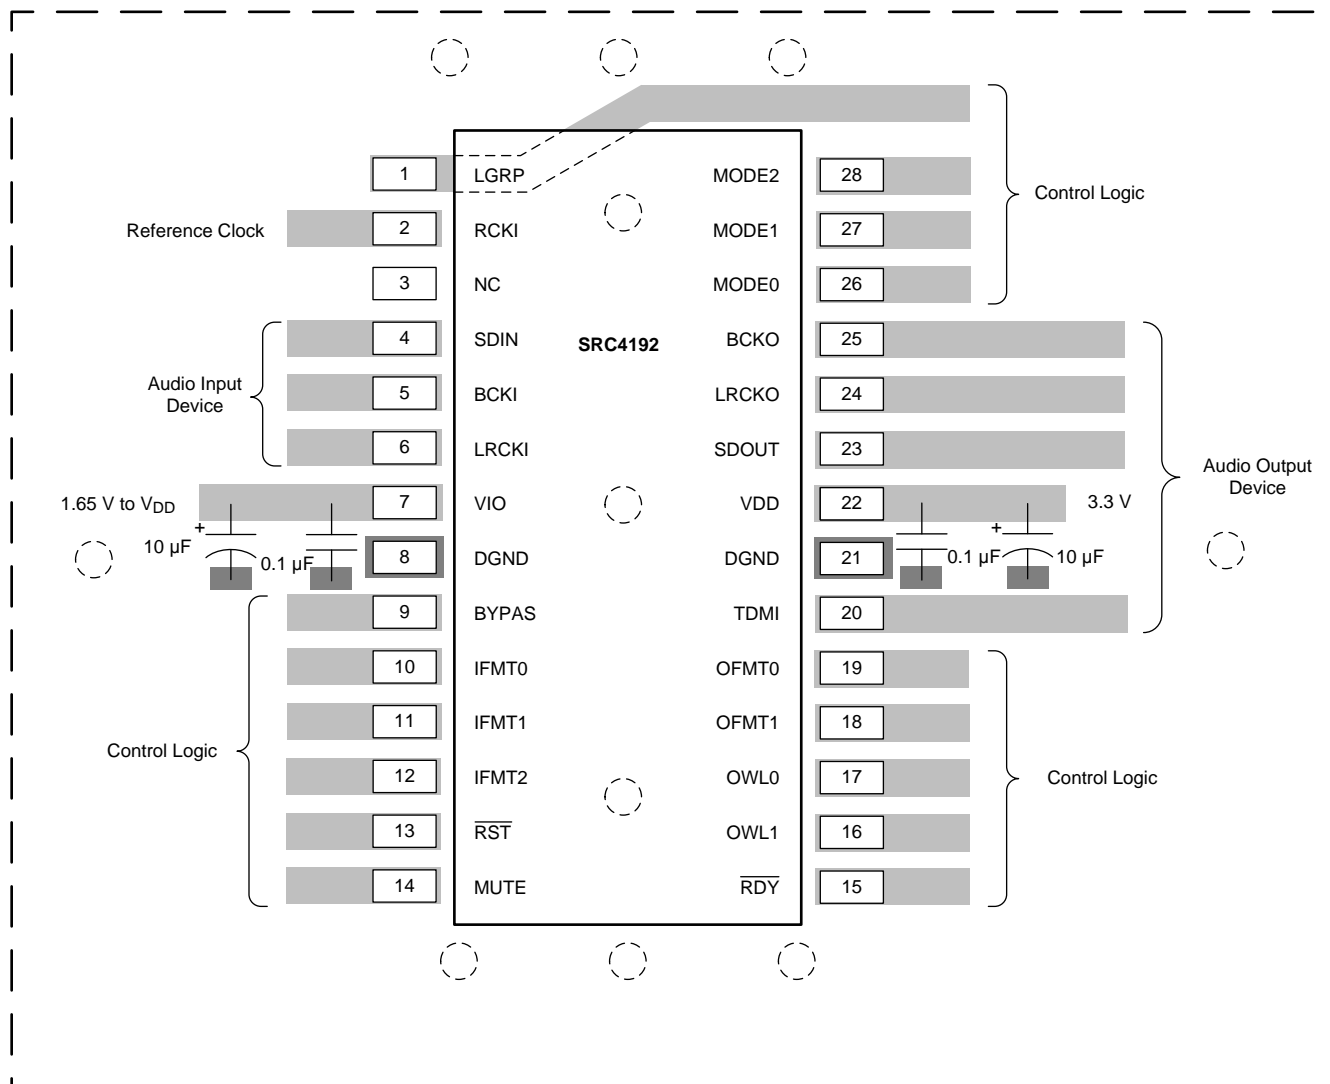 1 LGRP MODE2 28
Control Logic
Reference Clock 2 RCKI MODE1 27
3 NC MODE0 26
4 SDIN SRC4192 BCKO 25
Audio Input
Device
5 BCKI LRCKO 24
6 LRCKI SDOUT 23
Audio Output
Device
1.65 V to VDD 7 VIO VDD 22 3.3 V
+ +
10 µF 0.1 µF 8 DGND DGND 21 0.1 µF 10 µF
9 BYPAS TDMI 20
10 IFMT0 OFMT0 19
11 IFMT1 OFMT1 18
Control Logic
12 IFMT2 OWL0 17 Control Logic
13 RST OWL1 16
14 MUTE RDY 15